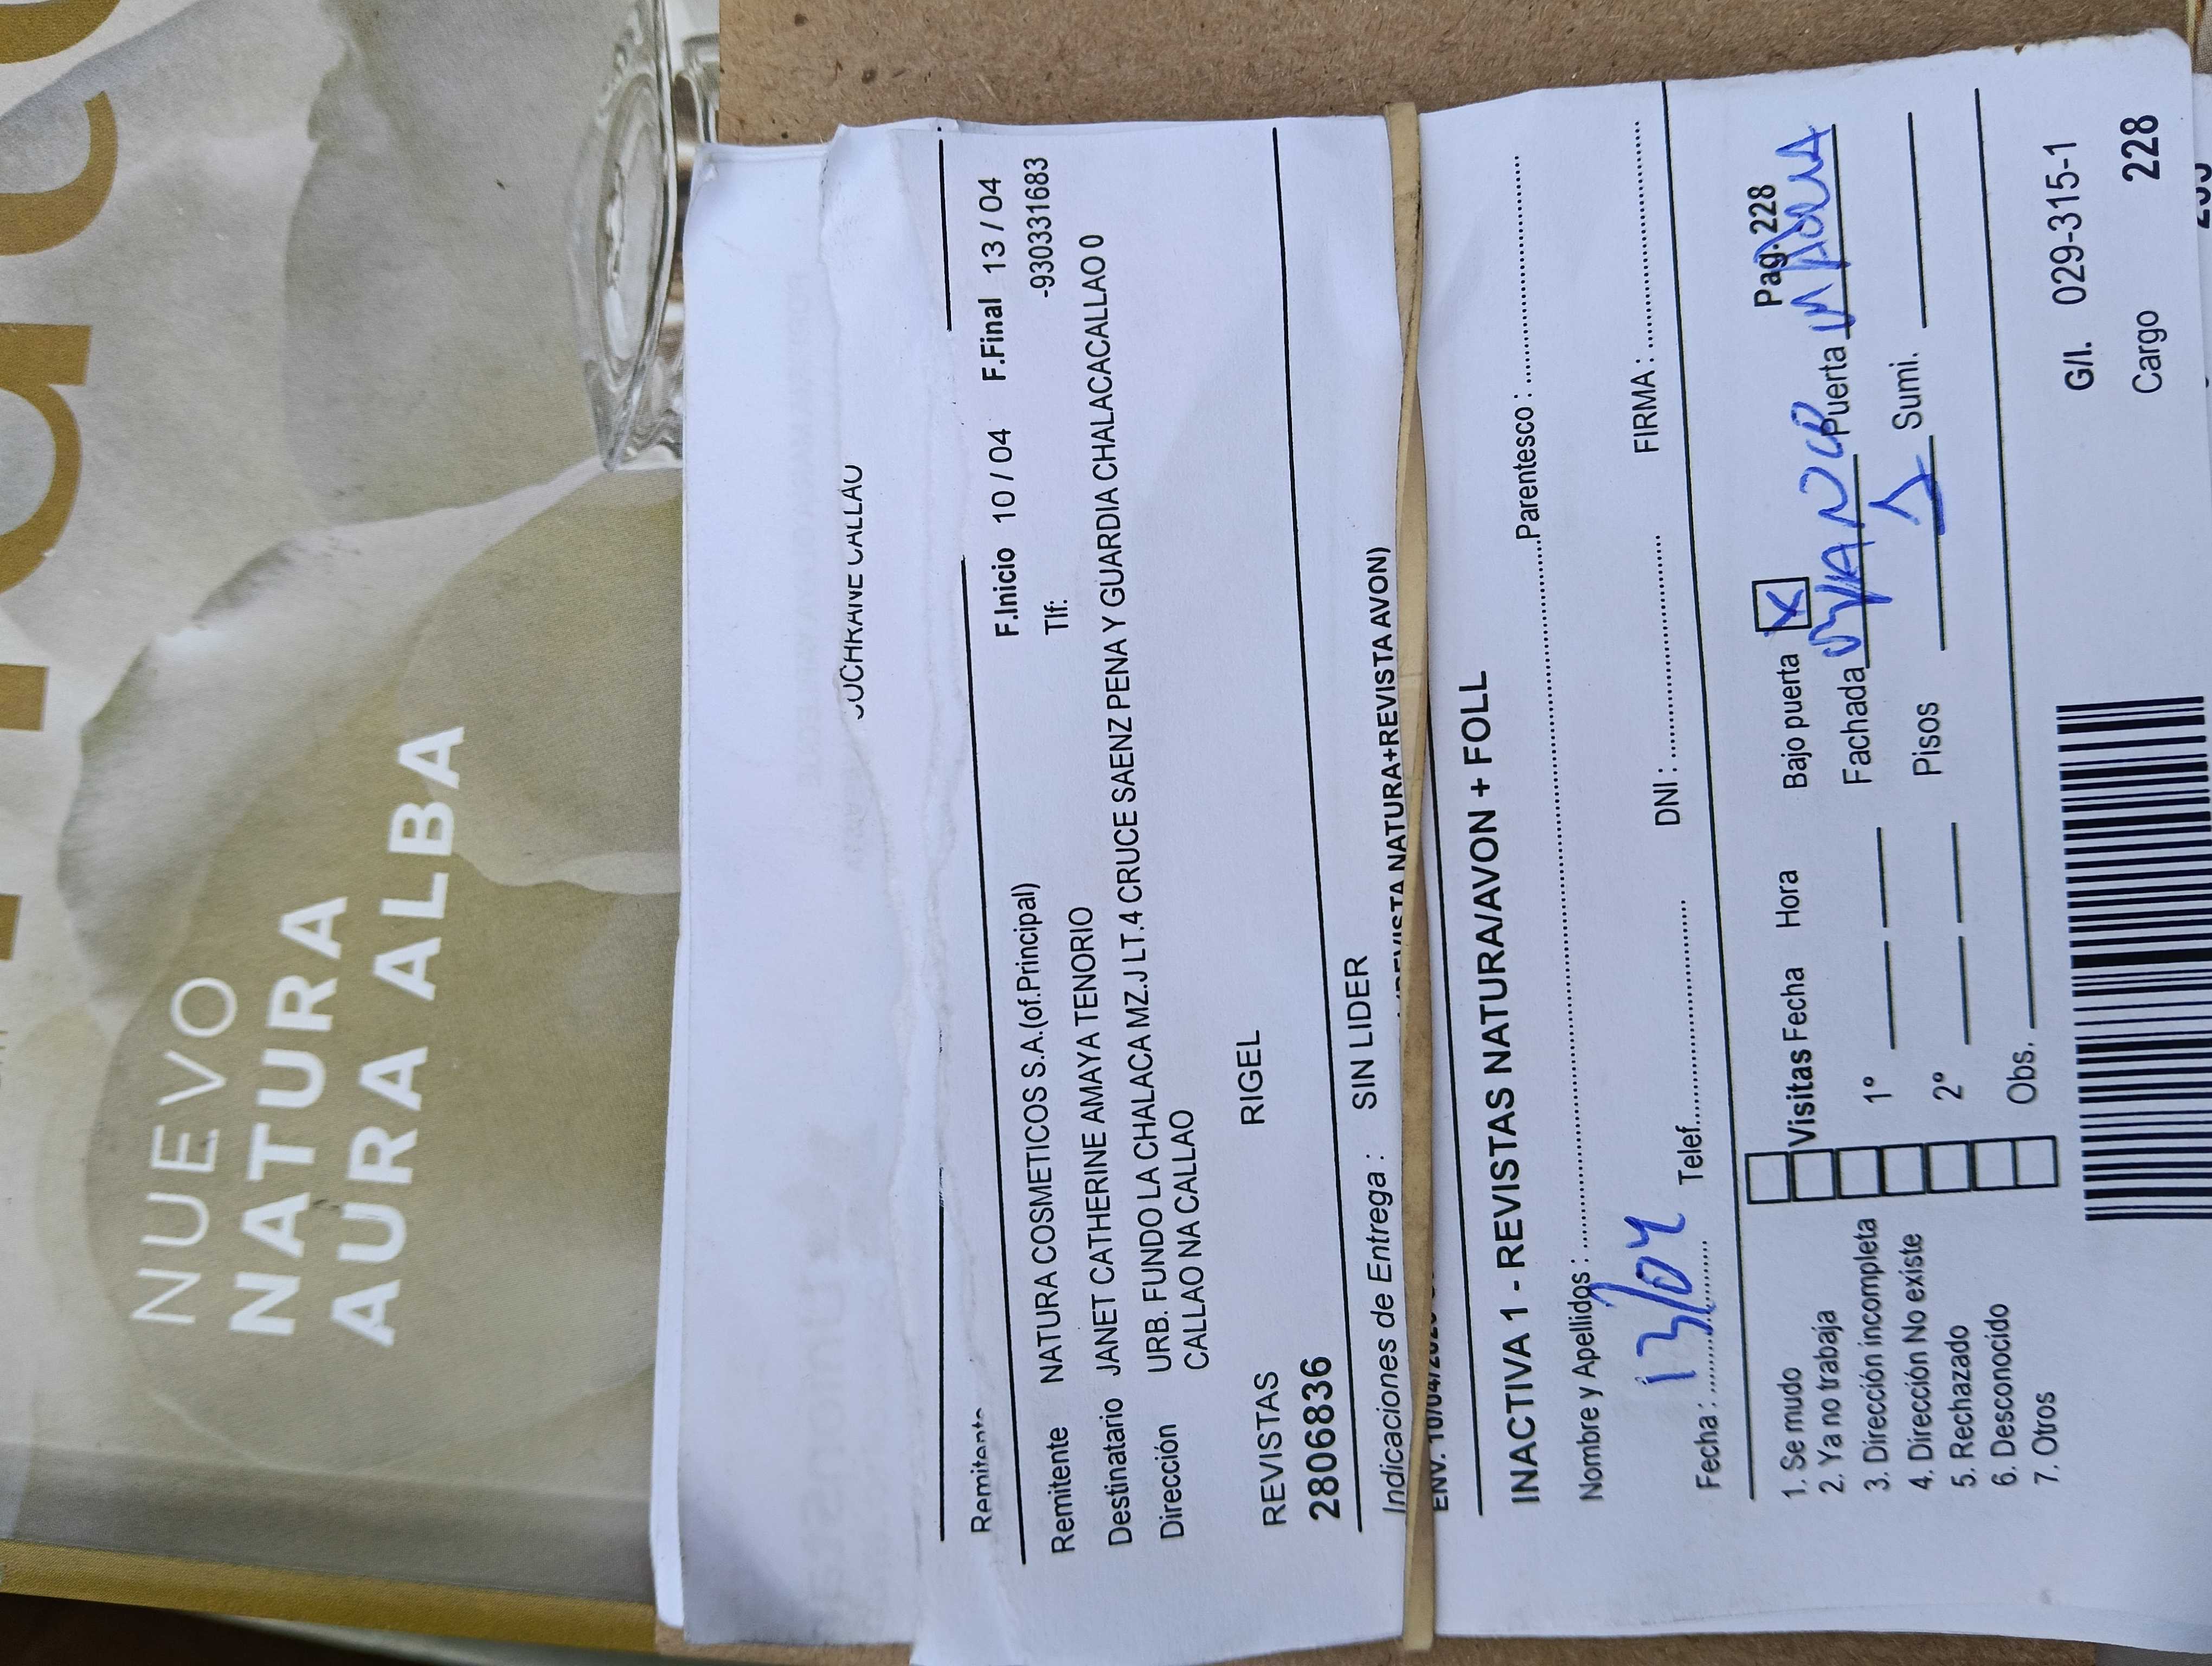 NUEVO
NATURA
AURA ALBA
Remitente
F.Inicio 10 / 04 F.Final 13 / 04
Remitente NATURA COSMETICOS S.A.(of.Principal) Tlf: -930331683
Destinatario JANET CATHERINE AMAYA TENORIO
Dirección URB. FUNDO LA CHALACA MZ.J LT.4 CRUCE SAENZ PENA Y GUARDIA CHALACACALLAO 0
CALLAO NA CALLAO
REVISTAS RIGEL
2806836
Indicaciones de Entrega : SIN LIDER
NATURA+REVISTA AVON)
INACTIVA 1 - REVISTAS NATURA/AVON + FOLL
Nombre y Apellidos : Parentesco :
Fecha : 13/04 Telef. DNI : FIRMA :
Pag. 228
1. Se mudo
2. Ya no trabaja
3. Dirección incompleta
4. Dirección No existe
5. Rechazado
6. Desconocido
7. Otros
Visitas Fecha Hora Bajo puerta X
1º Fachada Puerta
2º Pisos Sumi.
Obs.
G/I. 029-315-1
Cargo 228